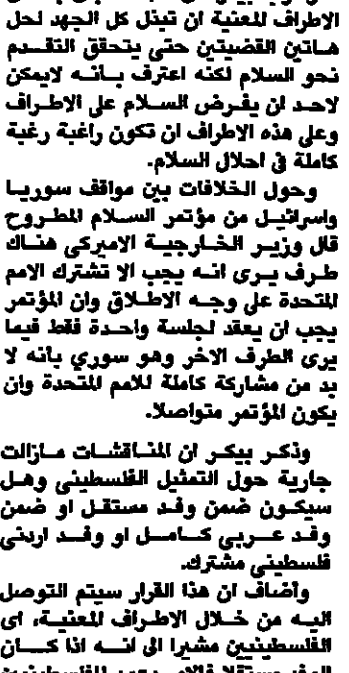 الاطراف المعنية ان تبذل كل الجهد لحل
هاتين القضيتين حتى يتحقق التقدم
نحو السلام لكنه اعترف بأنه لايمكن
لاحد ان يفرض السلام على الاطراف
وعلى هذه الاطراف ان تكون راغبة رغبة
كاملة في احلال السلام.
وحول الخلافات بين مواقف سوريا
واسرائيل من مؤتمر السلام المطروح
قال وزير الخارجية الاميركي هناك
طرف يرى انه يجب الا تشترك الامم
المتحدة على وجه الاطلاق وان المؤتمر
يجب ان يعقد لجلسة واحدة فقط فيما
يرى الطرف الاخر وهو سوري بأنه لا
بد من مشاركة كاملة للامم المتحدة وان
يكون المؤتمر متواصلا.
وذكر بيكر ان المناقشات مازالت
جارية حول التمثيل الفلسطيني وهل
سيكون ضمن وفد مستقل او ضمن
وفد عربي كامل او وفد اردني
فلسطيني مشترك.
وأضاف ان هذا القرار سيتم التوصل
اليه من خلال الاطراف المعنية، اى
الفلسطينيين مشيرا الى انه اذا كان